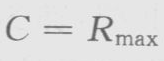 C = R_max